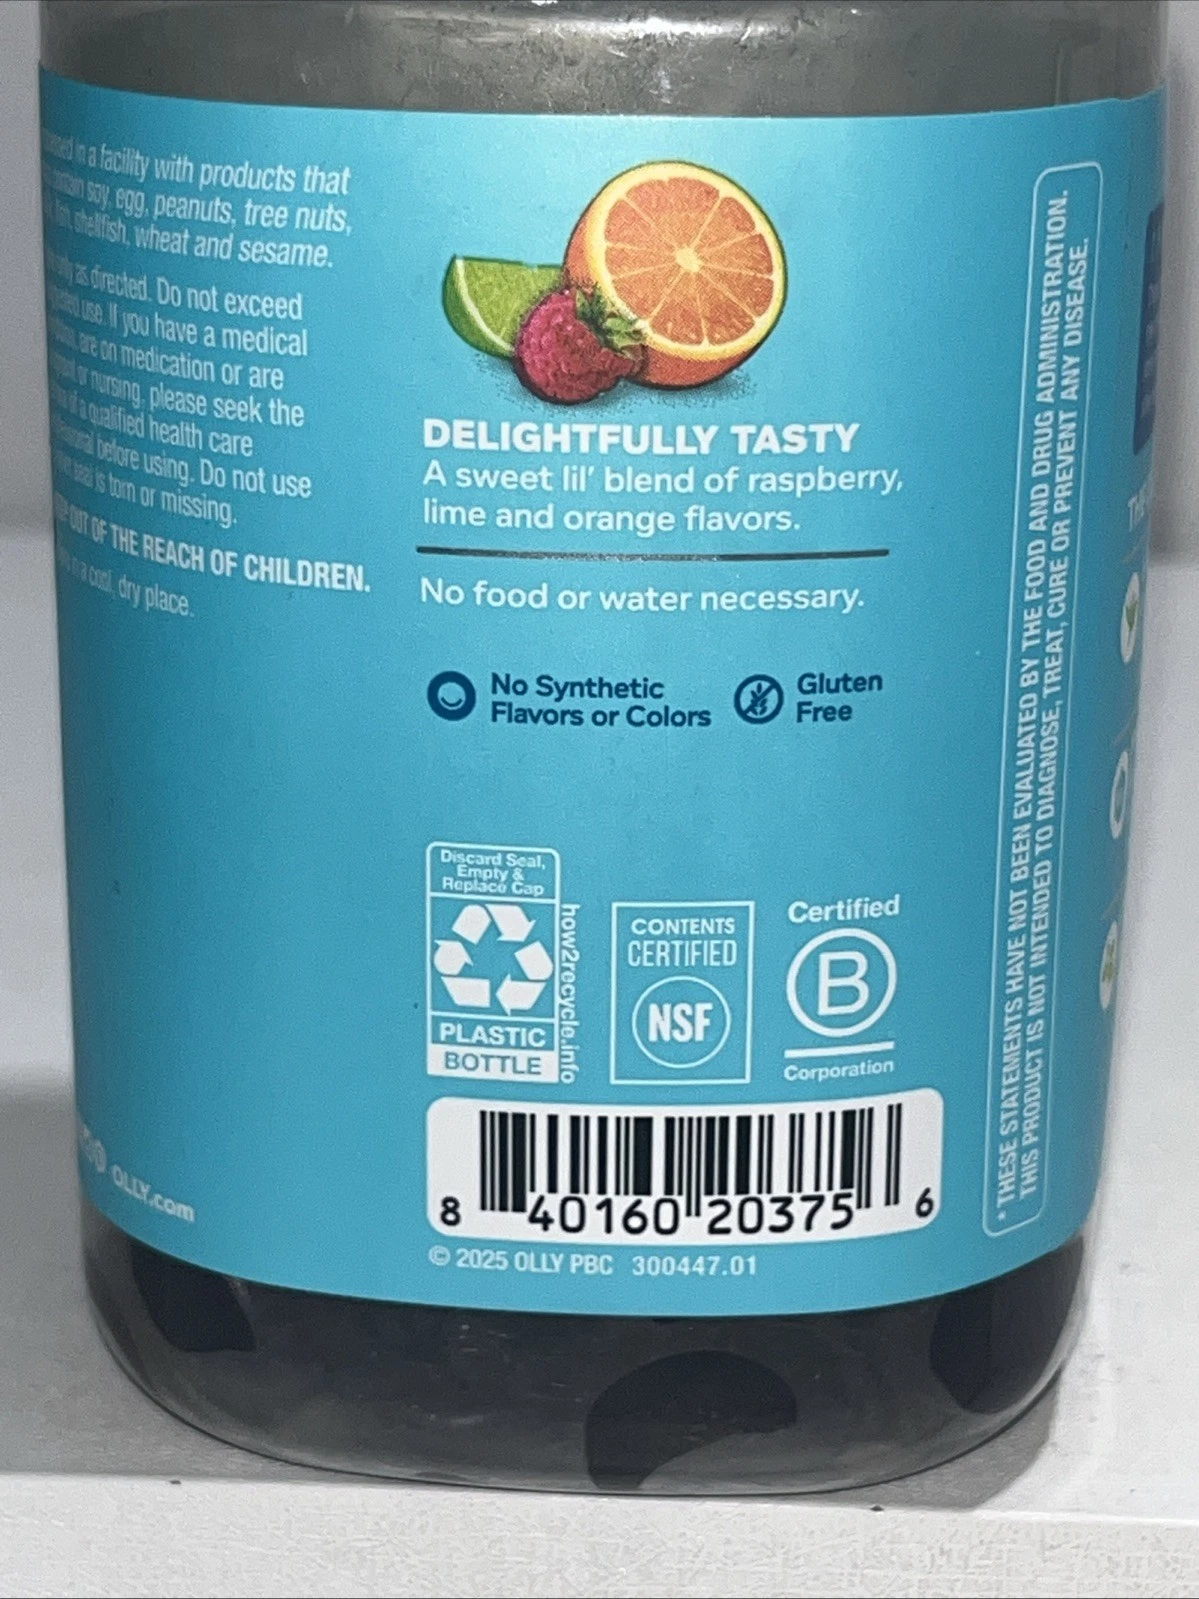 in a facility with products that
soy, egg, peanuts, tree nuts,
shellfish, wheat and sesame.
as directed. Do not exceed
use. If you have a medical
are on medication or are
or nursing, please seek the
of a qualified health care
before using. Do not use
seal is torn or missing.
OUT OF THE REACH OF CHILDREN.
in a cool, dry place.
OLLY.com
DELIGHTFULLY TASTY
A sweet lil' blend of raspberry,
lime and orange flavors.
No food or water necessary.
No Synthetic
Flavors or Colors
Gluten
Free
Discard Seal,
Empty &
Replace Cap
PLASTIC
BOTTLE
how2recycle.info
CONTENTS
CERTIFIED
NSF
Certified
B
Corporation
8 40160 20375 6
© 2025 OLLY PBC 300447.01
*THESE STATEMENTS HAVE NOT BEEN EVALUATED BY THE FOOD AND DRUG ADMINISTRATION.
THIS PRODUCT IS NOT INTENDED TO DIAGNOSE, TREAT, CURE OR PREVENT ANY DISEASE.